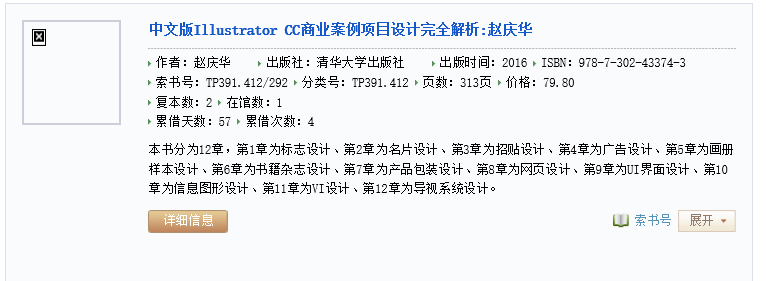 中文版Illustrator CC商业案例项目设计完全解析:赵庆华
作者：赵庆华 出版社：清华大学出版社 出版时间：2016 ISBN：978-7-302-43374-3
索书号：TP391.412/292 分类号：TP391.412 页数：313页 价格：79.80
复本数：2 在馆数：1
累借天数：57 累借次数：4
本书分为12章，第1章为标志设计、第2章为名片设计、第3章为招贴设计、第4章为广告设计、第5章为画册
样本设计、第6章为书籍杂志设计、第7章为产品包装设计、第8章为网页设计、第9章为UI界面设计、第10
章为信息图形设计、第11章为VI设计、第12章为导视系统设计。
详细信息 索书号 展开